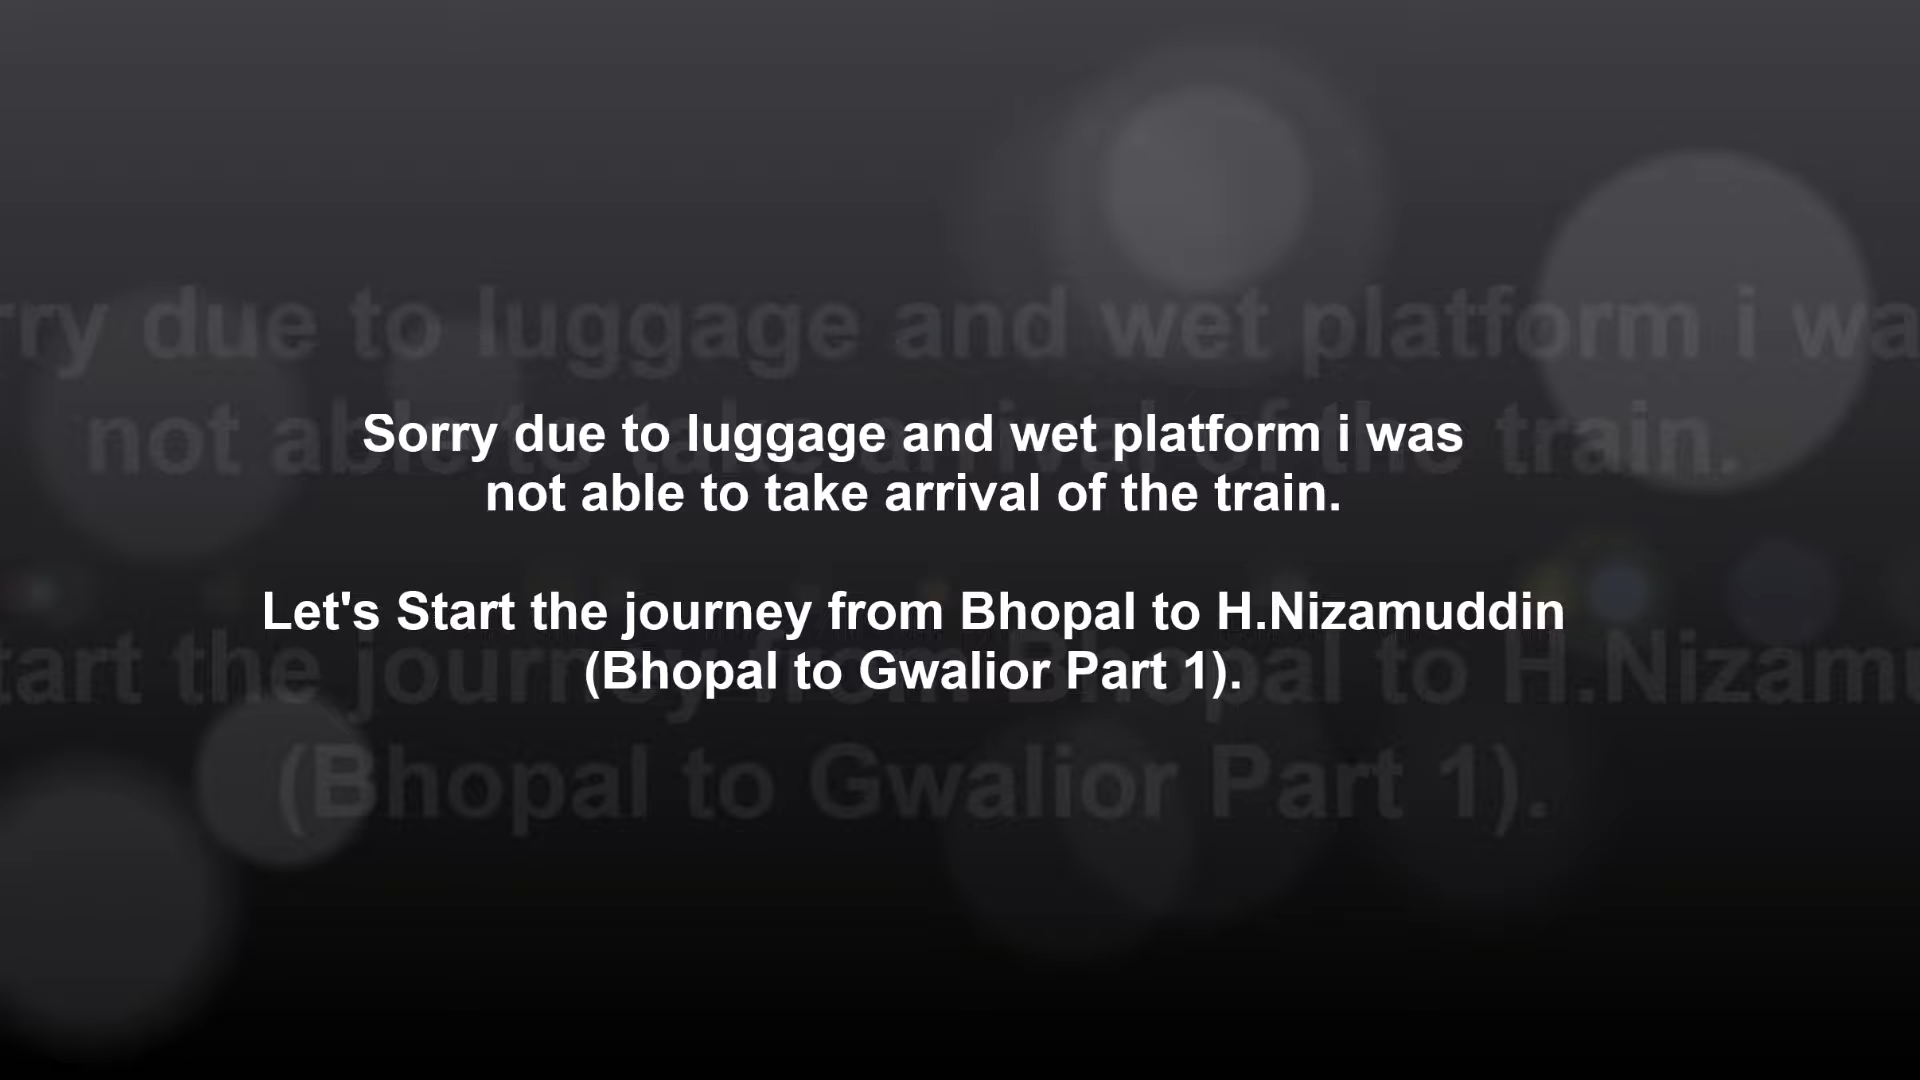 Sorry due to luggage and wet platform i was
not able to take arrival of the train.
Let's Start the journey from Bhopal to H.Nizamuddin
(Bhopal to Gwalior Part 1).